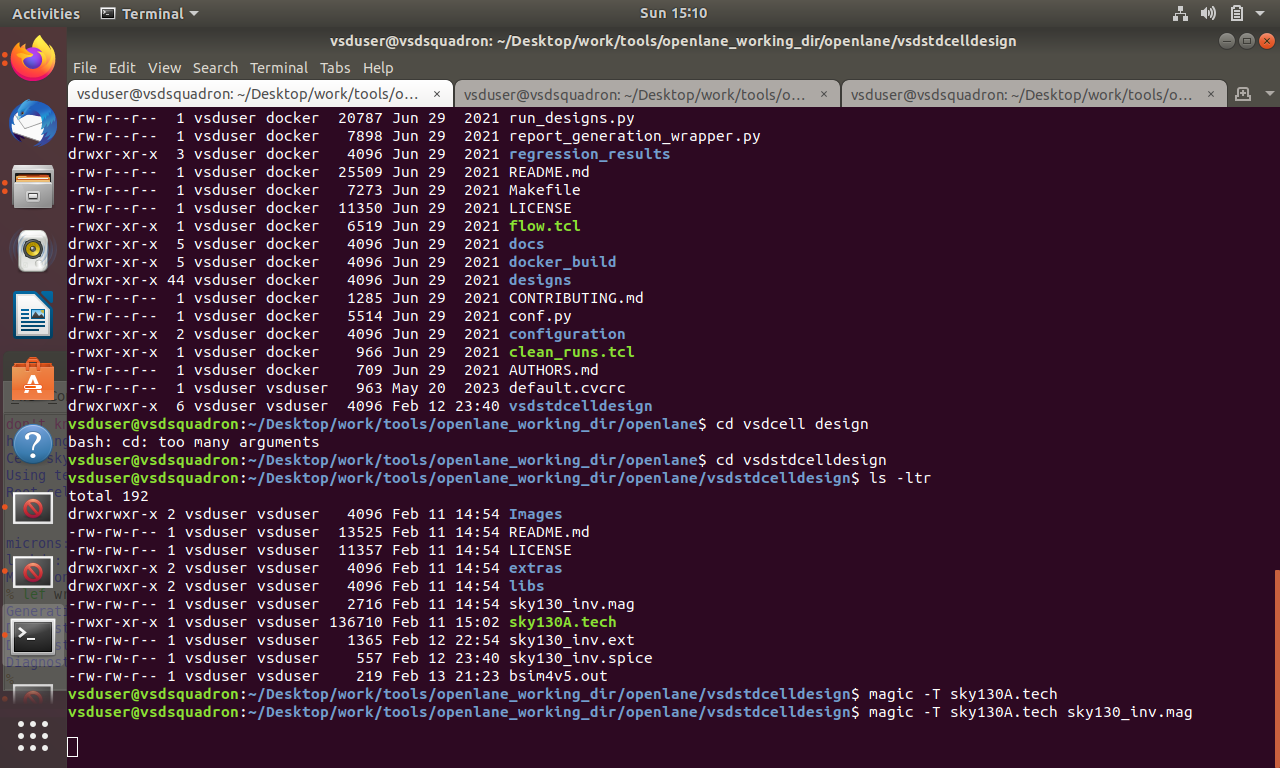 Activities Terminal Sun 15:10
vsduser@vsdsquadron: ~/Desktop/work/tools/openlane_working_dir/openlane/vsdstdcelldesign
File Edit View Search Terminal Tabs Help
vsduser@vsdsquadron: ~/Desktop/work/tools/o… × vsduser@vsdsquadron: ~/Desktop/work/tools/o… × vsduser@vsdsquadron: ~/Desktop/work/tools/o… ×
-rw-r--r--  1 vsduser docker  20787 Jun 29  2021 run_designs.py
-rw-r--r--  1 vsduser docker   7898 Jun 29  2021 report_generation_wrapper.py
drwxr-xr-x  3 vsduser docker   4096 Jun 29  2021 regression_results
-rw-r--r--  1 vsduser docker  25509 Jun 29  2021 README.md
-rw-r--r--  1 vsduser docker   7273 Jun 29  2021 Makefile
-rw-r--r--  1 vsduser docker  11350 Jun 29  2021 LICENSE
-rwxr-xr-x  1 vsduser docker   6519 Jun 29  2021 flow.tcl
drwxr-xr-x  5 vsduser docker   4096 Jun 29  2021 docs
drwxr-xr-x  5 vsduser docker   4096 Jun 29  2021 docker_build
drwxr-xr-x 44 vsduser docker   4096 Jun 29  2021 designs
-rw-r--r--  1 vsduser docker   1285 Jun 29  2021 CONTRIBUTING.md
-rw-r--r--  1 vsduser docker   5514 Jun 29  2021 conf.py
drwxr-xr-x  2 vsduser docker   4096 Jun 29  2021 configuration
-rwxr-xr-x  1 vsduser docker    966 Jun 29  2021 clean_runs.tcl
-rw-r--r--  1 vsduser docker    709 Jun 29  2021 AUTHORS.md
-rw-r--r--  1 vsduser vsduser   963 May 20  2023 default.cvcrc
drwxrwxr-x  6 vsduser vsduser  4096 Feb 12 23:40 vsdstdcelldesign
vsduser@vsdsquadron:~/Desktop/work/tools/openlane_working_dir/openlane$ cd vsdcell design
bash: cd: too many arguments
vsduser@vsdsquadron:~/Desktop/work/tools/openlane_working_dir/openlane$ cd vsdstdcelldesign
vsduser@vsdsquadron:~/Desktop/work/tools/openlane_working_dir/openlane/vsdstdcelldesign$ ls -ltr
total 192
drwxrwxr-x 2 vsduser vsduser   4096 Feb 11 14:54 Images
-rw-rw-r-- 1 vsduser vsduser  13525 Feb 11 14:54 README.md
-rw-rw-r-- 1 vsduser vsduser  11357 Feb 11 14:54 LICENSE
drwxrwxr-x 2 vsduser vsduser   4096 Feb 11 14:54 extras
drwxrwxr-x 2 vsduser vsduser   4096 Feb 11 14:54 libs
-rw-rw-r-- 1 vsduser vsduser   2716 Feb 11 14:54 sky130_inv.mag
-rwxr-xr-x 1 vsduser vsduser 136710 Feb 11 15:02 sky130A.tech
-rw-rw-r-- 1 vsduser vsduser   1365 Feb 12 22:54 sky130_inv.ext
-rw-rw-r-- 1 vsduser vsduser    557 Feb 12 23:40 sky130_inv.spice
-rw-rw-r-- 1 vsduser vsduser    219 Feb 13 21:23 bsim4v5.out
vsduser@vsdsquadron:~/Desktop/work/tools/openlane_working_dir/openlane/vsdstdcelldesign$ magic -T sky130A.tech
vsduser@vsdsquadron:~/Desktop/work/tools/openlane_working_dir/openlane/vsdstdcelldesign$ magic -T sky130A.tech sky130_inv.mag